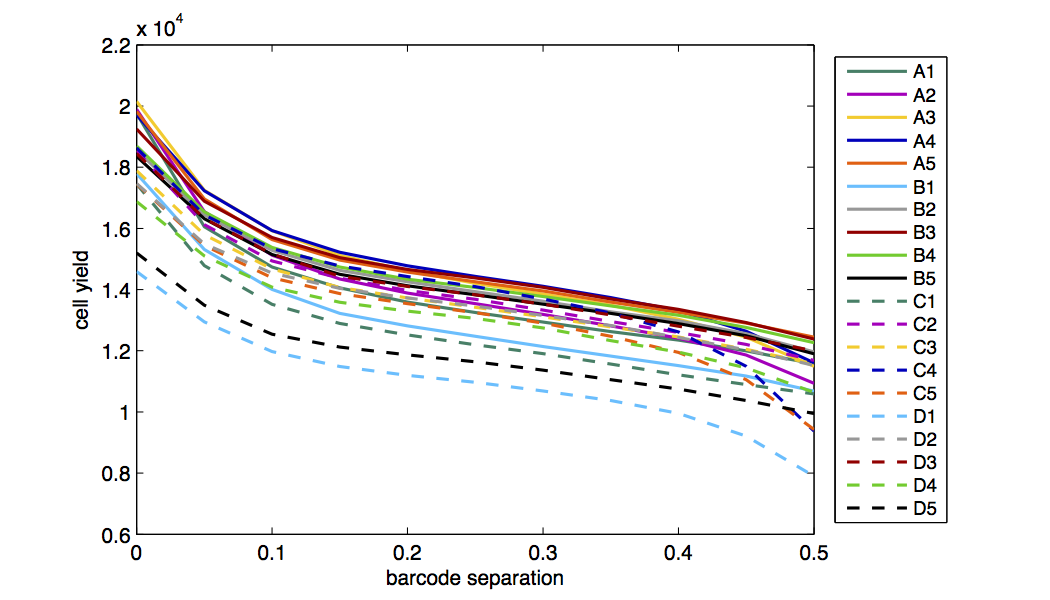 x 10^4
2.2
2
1.8
1.6
1.4
1.2
1
0.8
0.6
cell yield
0 0.1 0.2 0.3 0.4 0.5
barcode separation
A1
A2
A3
A4
A5
B1
B2
B3
B4
B5
C1
C2
C3
C4
C5
D1
D2
D3
D4
D5